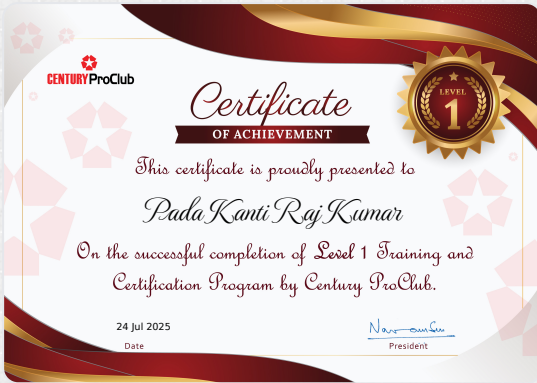 CENTURY ProClub
Certificate
OF ACHIEVEMENT
LEVEL
1
This certificate is proudly presented to
Pada Kanti Raj Kumar
On the successful completion of Level 1 Training and
Certification Program by Century ProClub.
24 Jul 2025
Date
President